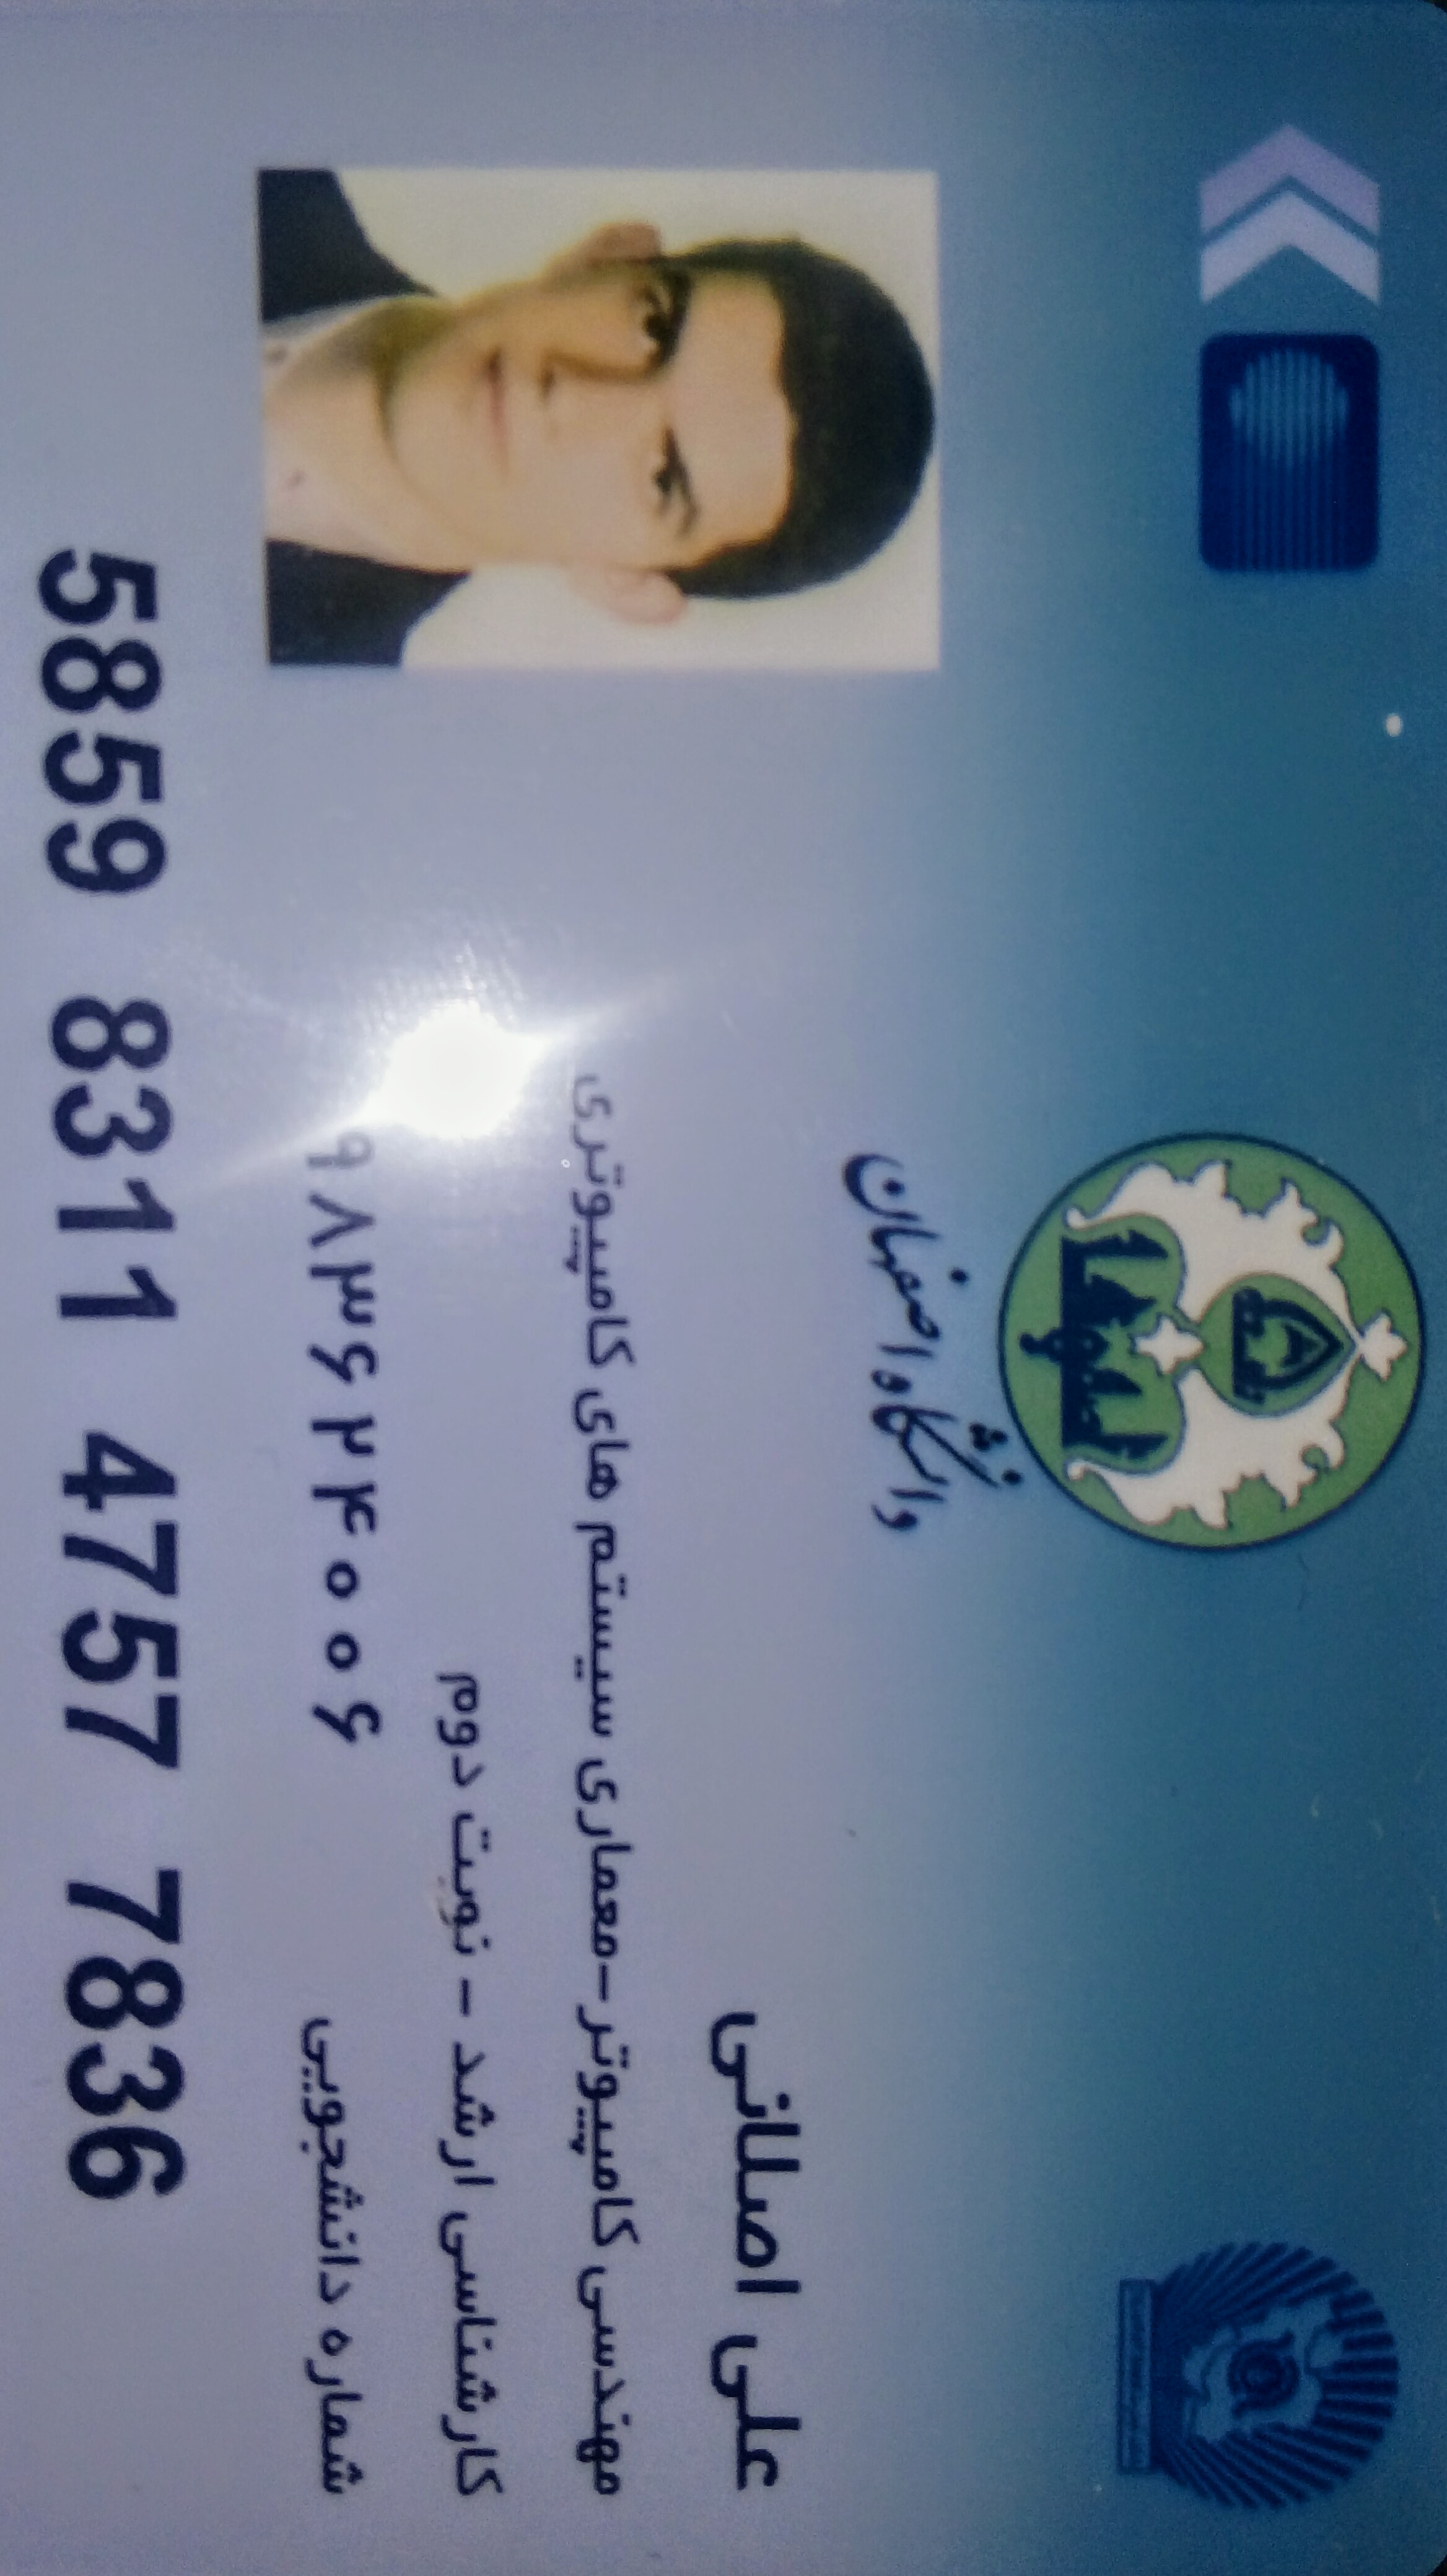 دانشگاه اصفهان
علی اصلانی
مهندسی کامپیوتر-معماری سیستم های کامپیوتری
کارشناسی ارشد - نوبت دوم
شماره دانشجویی ۹۸۳۶۲۴۰۰۶
5859 8311 4757 7836